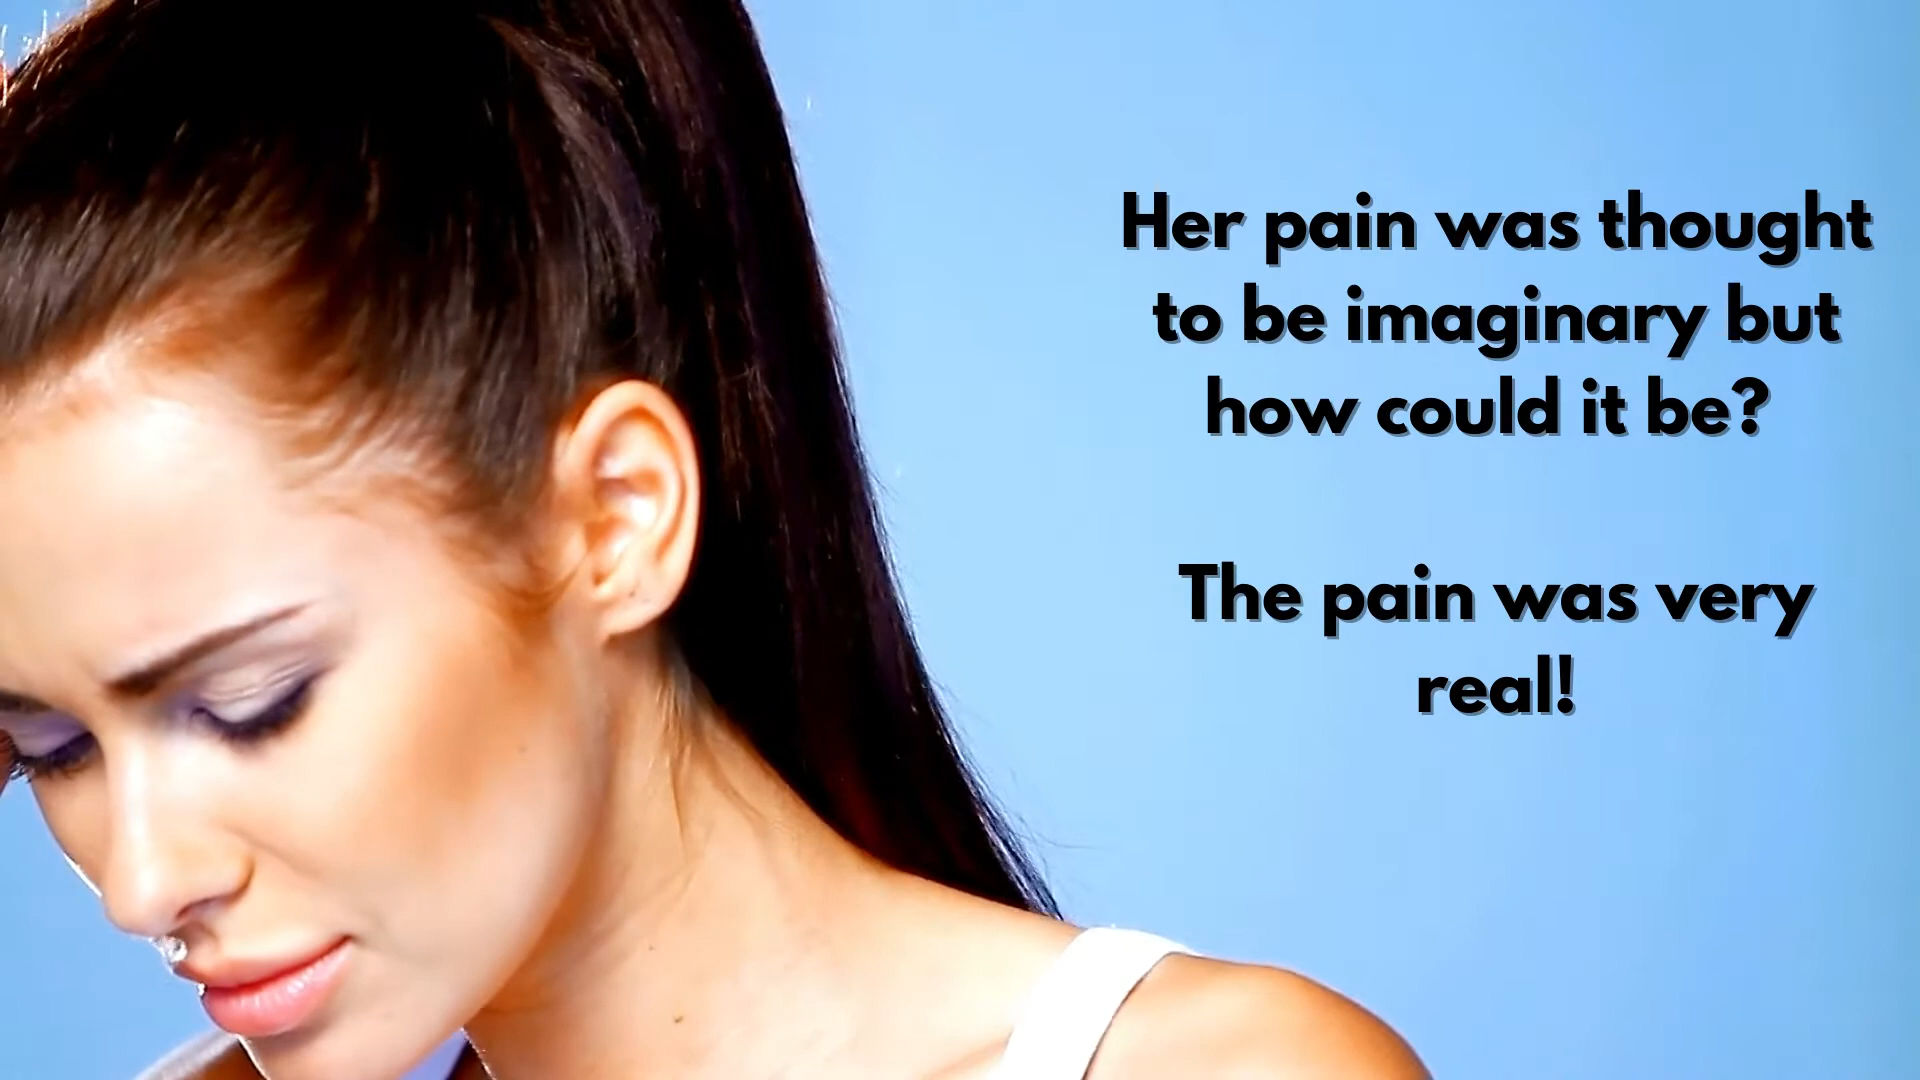 Her pain was thought
to be imaginary but
how could it be?
The pain was very
real!